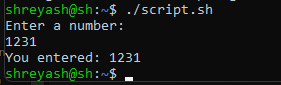 shreyash@sh:~$ ./script.sh
Enter a number:
1231
You entered: 1231
shreyash@sh:~$